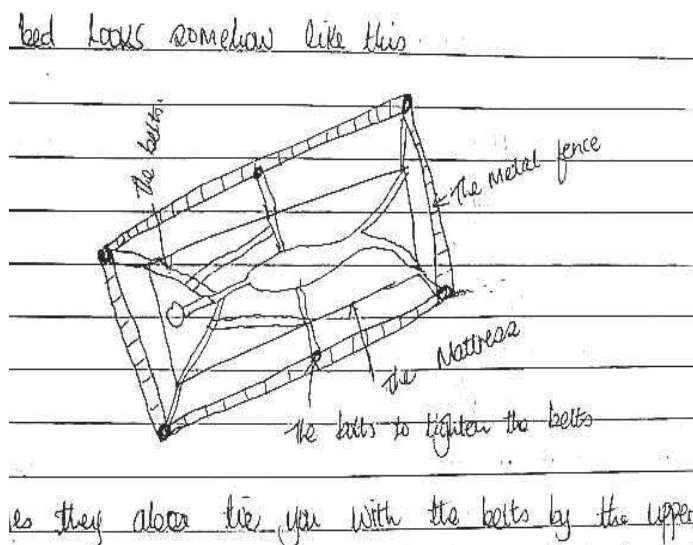 bed looks somehow like this.
The belts.
The Metal fence
The Mattress
The bolts to tighten the belts
es they tie you with the belts by the upper